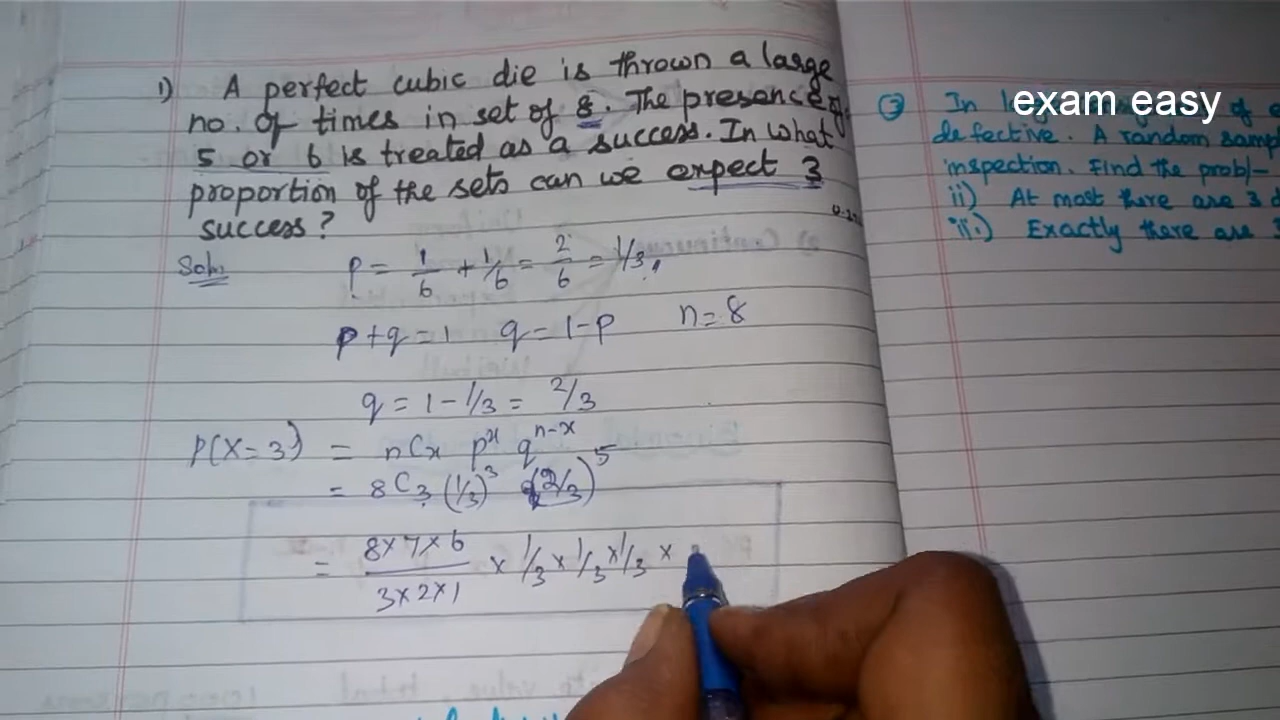 exam easy
1) A perfect cubic die is thrown a large
no. of times in set of 8. The presence of
5 or 6 is treated as a success. In what
proportion of the sets can we expect 3
success?
Soln.
p = 1/6 + 1/6 = 2/6 = 1/3
p + q = 1 q = 1 - p n = 8
q = 1 - 1/3 = 2/3
P(X = 3) = nCx p^x q^n-x
= 8C3 (1/3)^3 (2/3)^5
= 8 × 7 × 6 / 3 × 2 × 1 × 1/3 × 1/3 × 1/3 ×
3 In of
defective. A random
inspection. Find the prob/-
ii) At most there are 3
ii.) Exactly there are